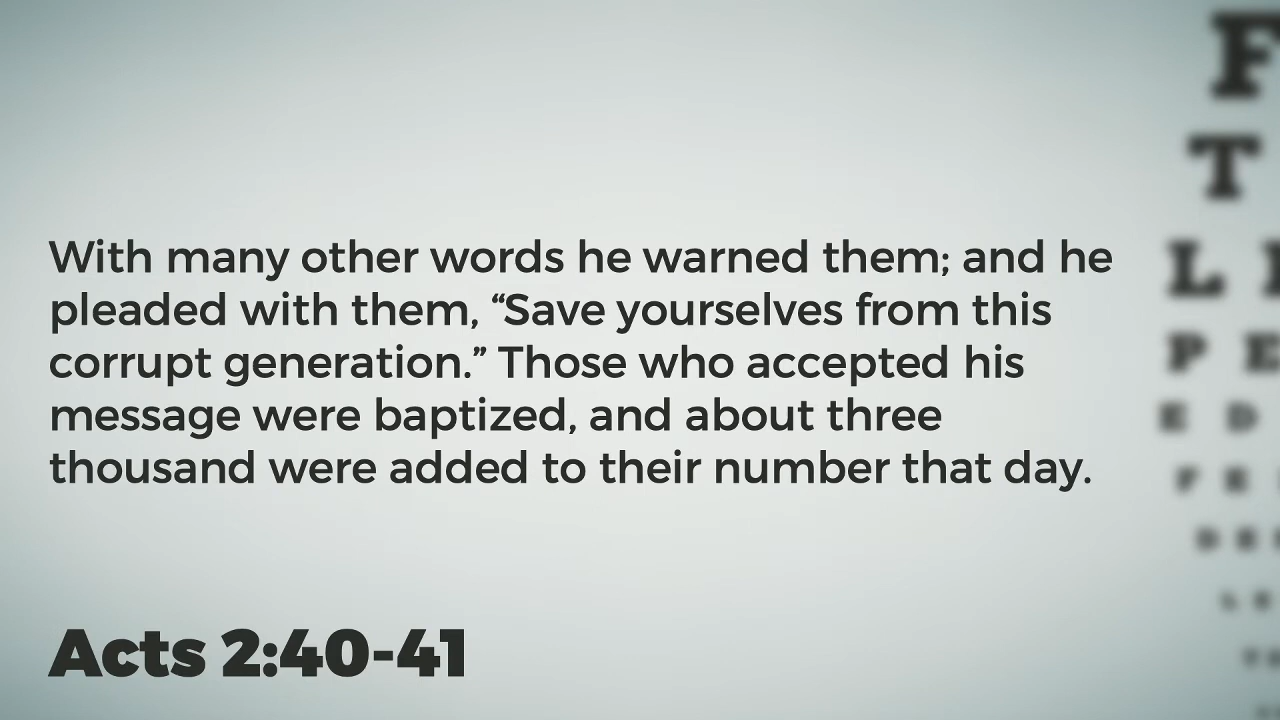 With many other words he warned them; and he
pleaded with them, “Save yourselves from this
corrupt generation.” Those who accepted his
message were baptized, and about three
thousand were added to their number that day.
Acts 2:40-41
F
T
L
P E
E D
F E
D E